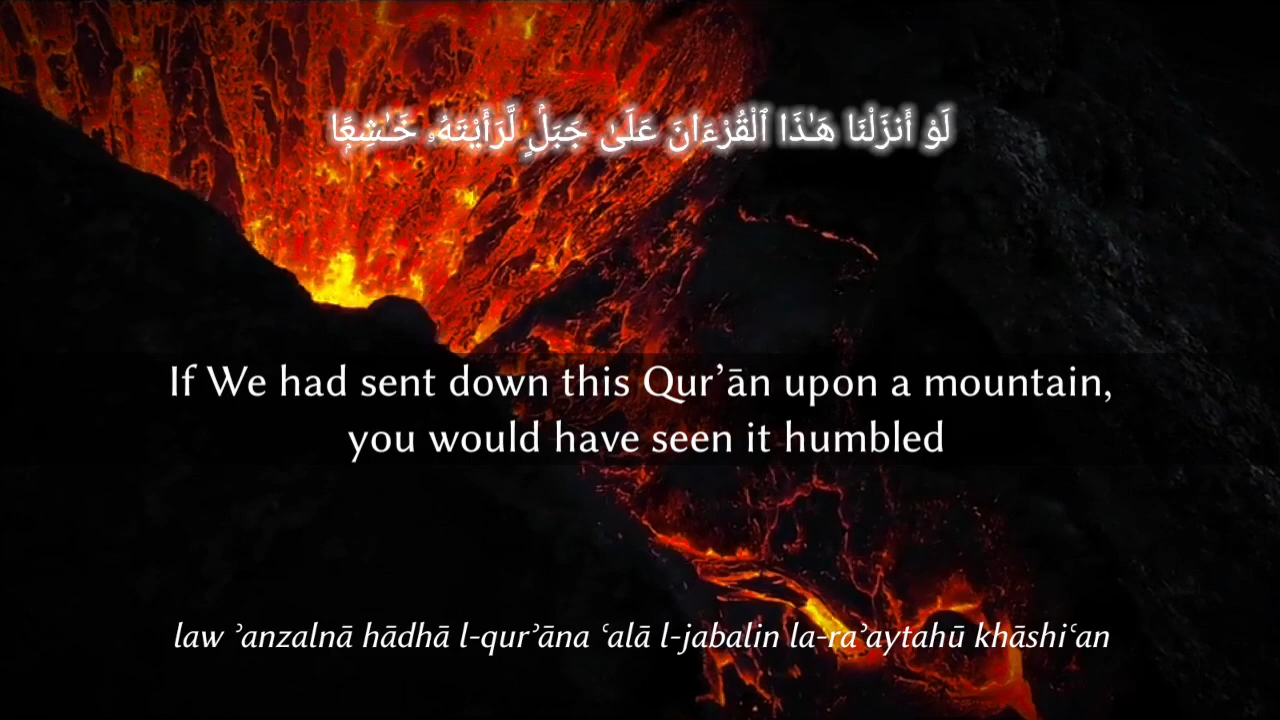 لَوْ أَنزَلْنَا هَـٰذَا ٱلْقُرْءَانَ عَلَىٰ جَبَلٍۢ لَّرَأَيْتَهُۥ خَـٰشِعًۭا
If We had sent down this Qur’ān upon a mountain,
you would have seen it humbled
law ʾanzalnā hādhā l-qurʾāna ʿalā l-jabalin la-raʾaytahū khāshiʿan